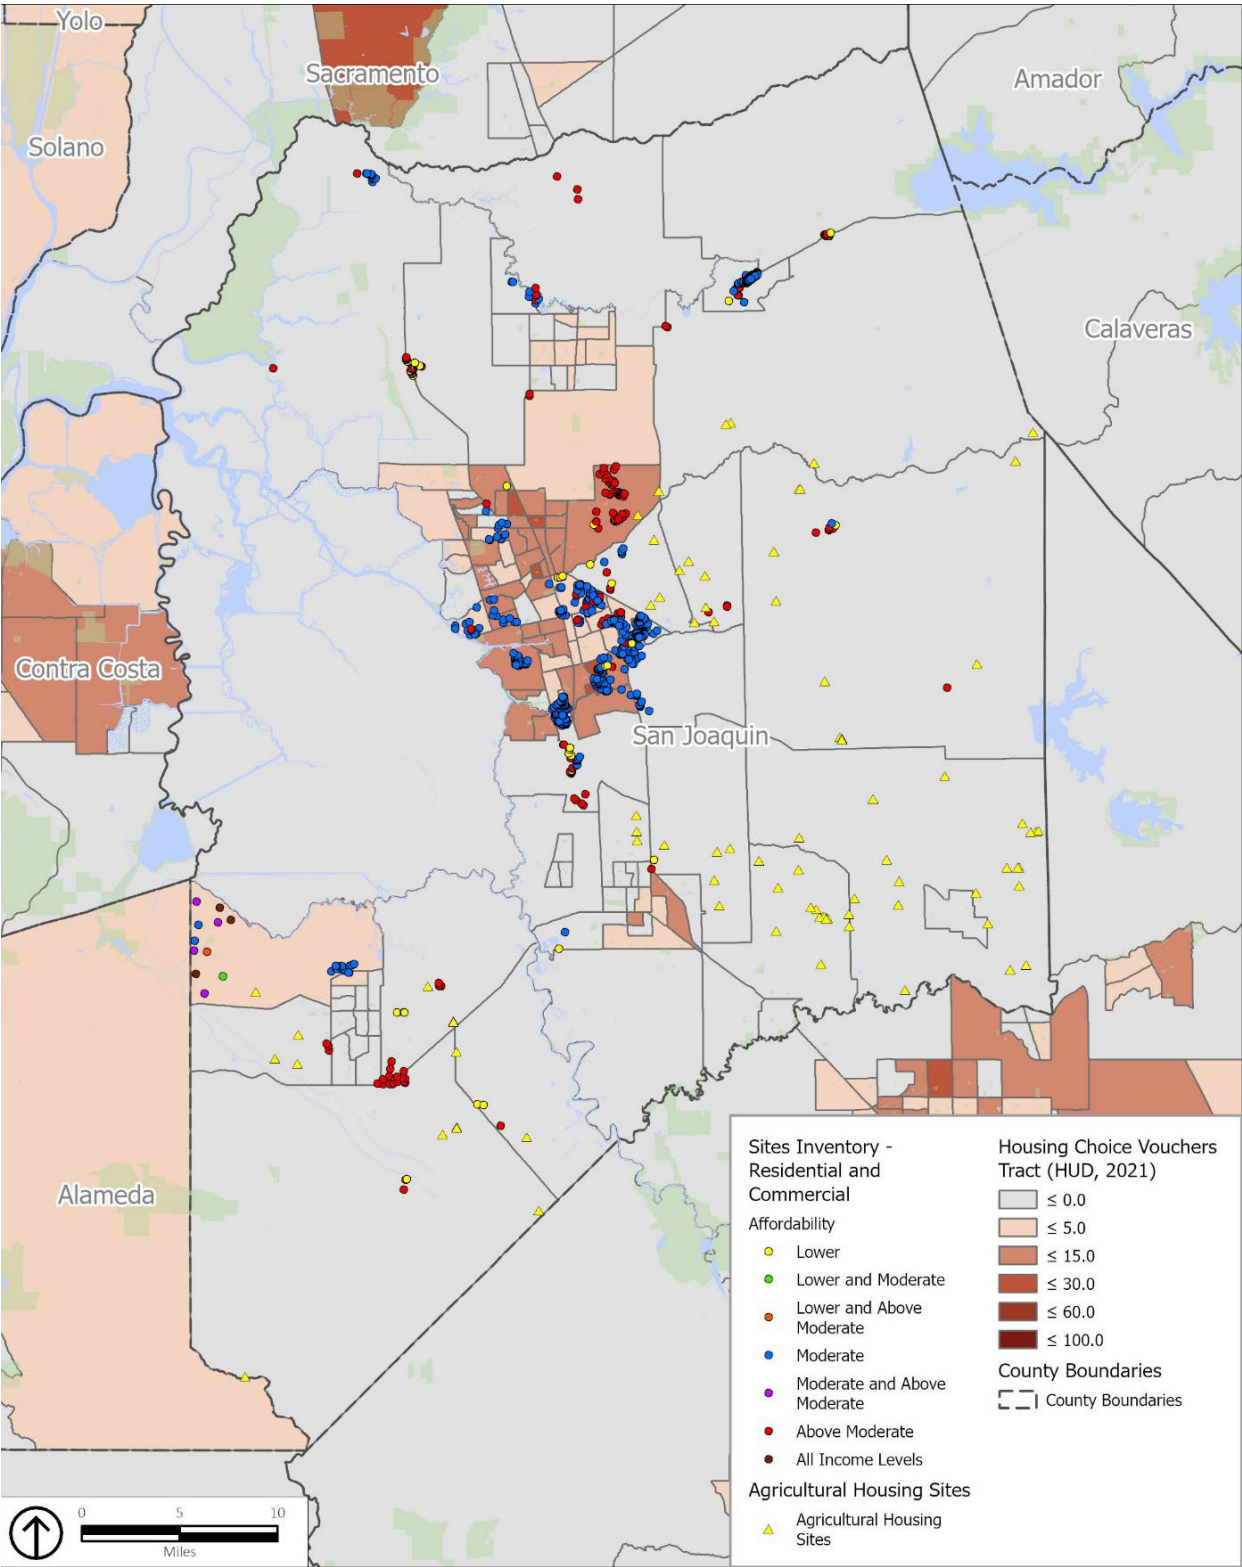 Yolo
Sacramento
Amador
Solano
Calaveras
Contra Costa
San Joaquin
Alameda
Sites Inventory -
Residential and
Commercial
Affordability
Lower
Lower and Moderate
Lower and Above
Moderate
Moderate
Moderate and Above
Moderate
Above Moderate
All Income Levels
Agricultural Housing Sites
Agricultural Housing
Sites
Housing Choice Vouchers
Tract (HUD, 2021)
≤ 0.0
≤ 5.0
≤ 15.0
≤ 30.0
≤ 60.0
≤ 100.0
County Boundaries
County Boundaries
0 5 10
Miles